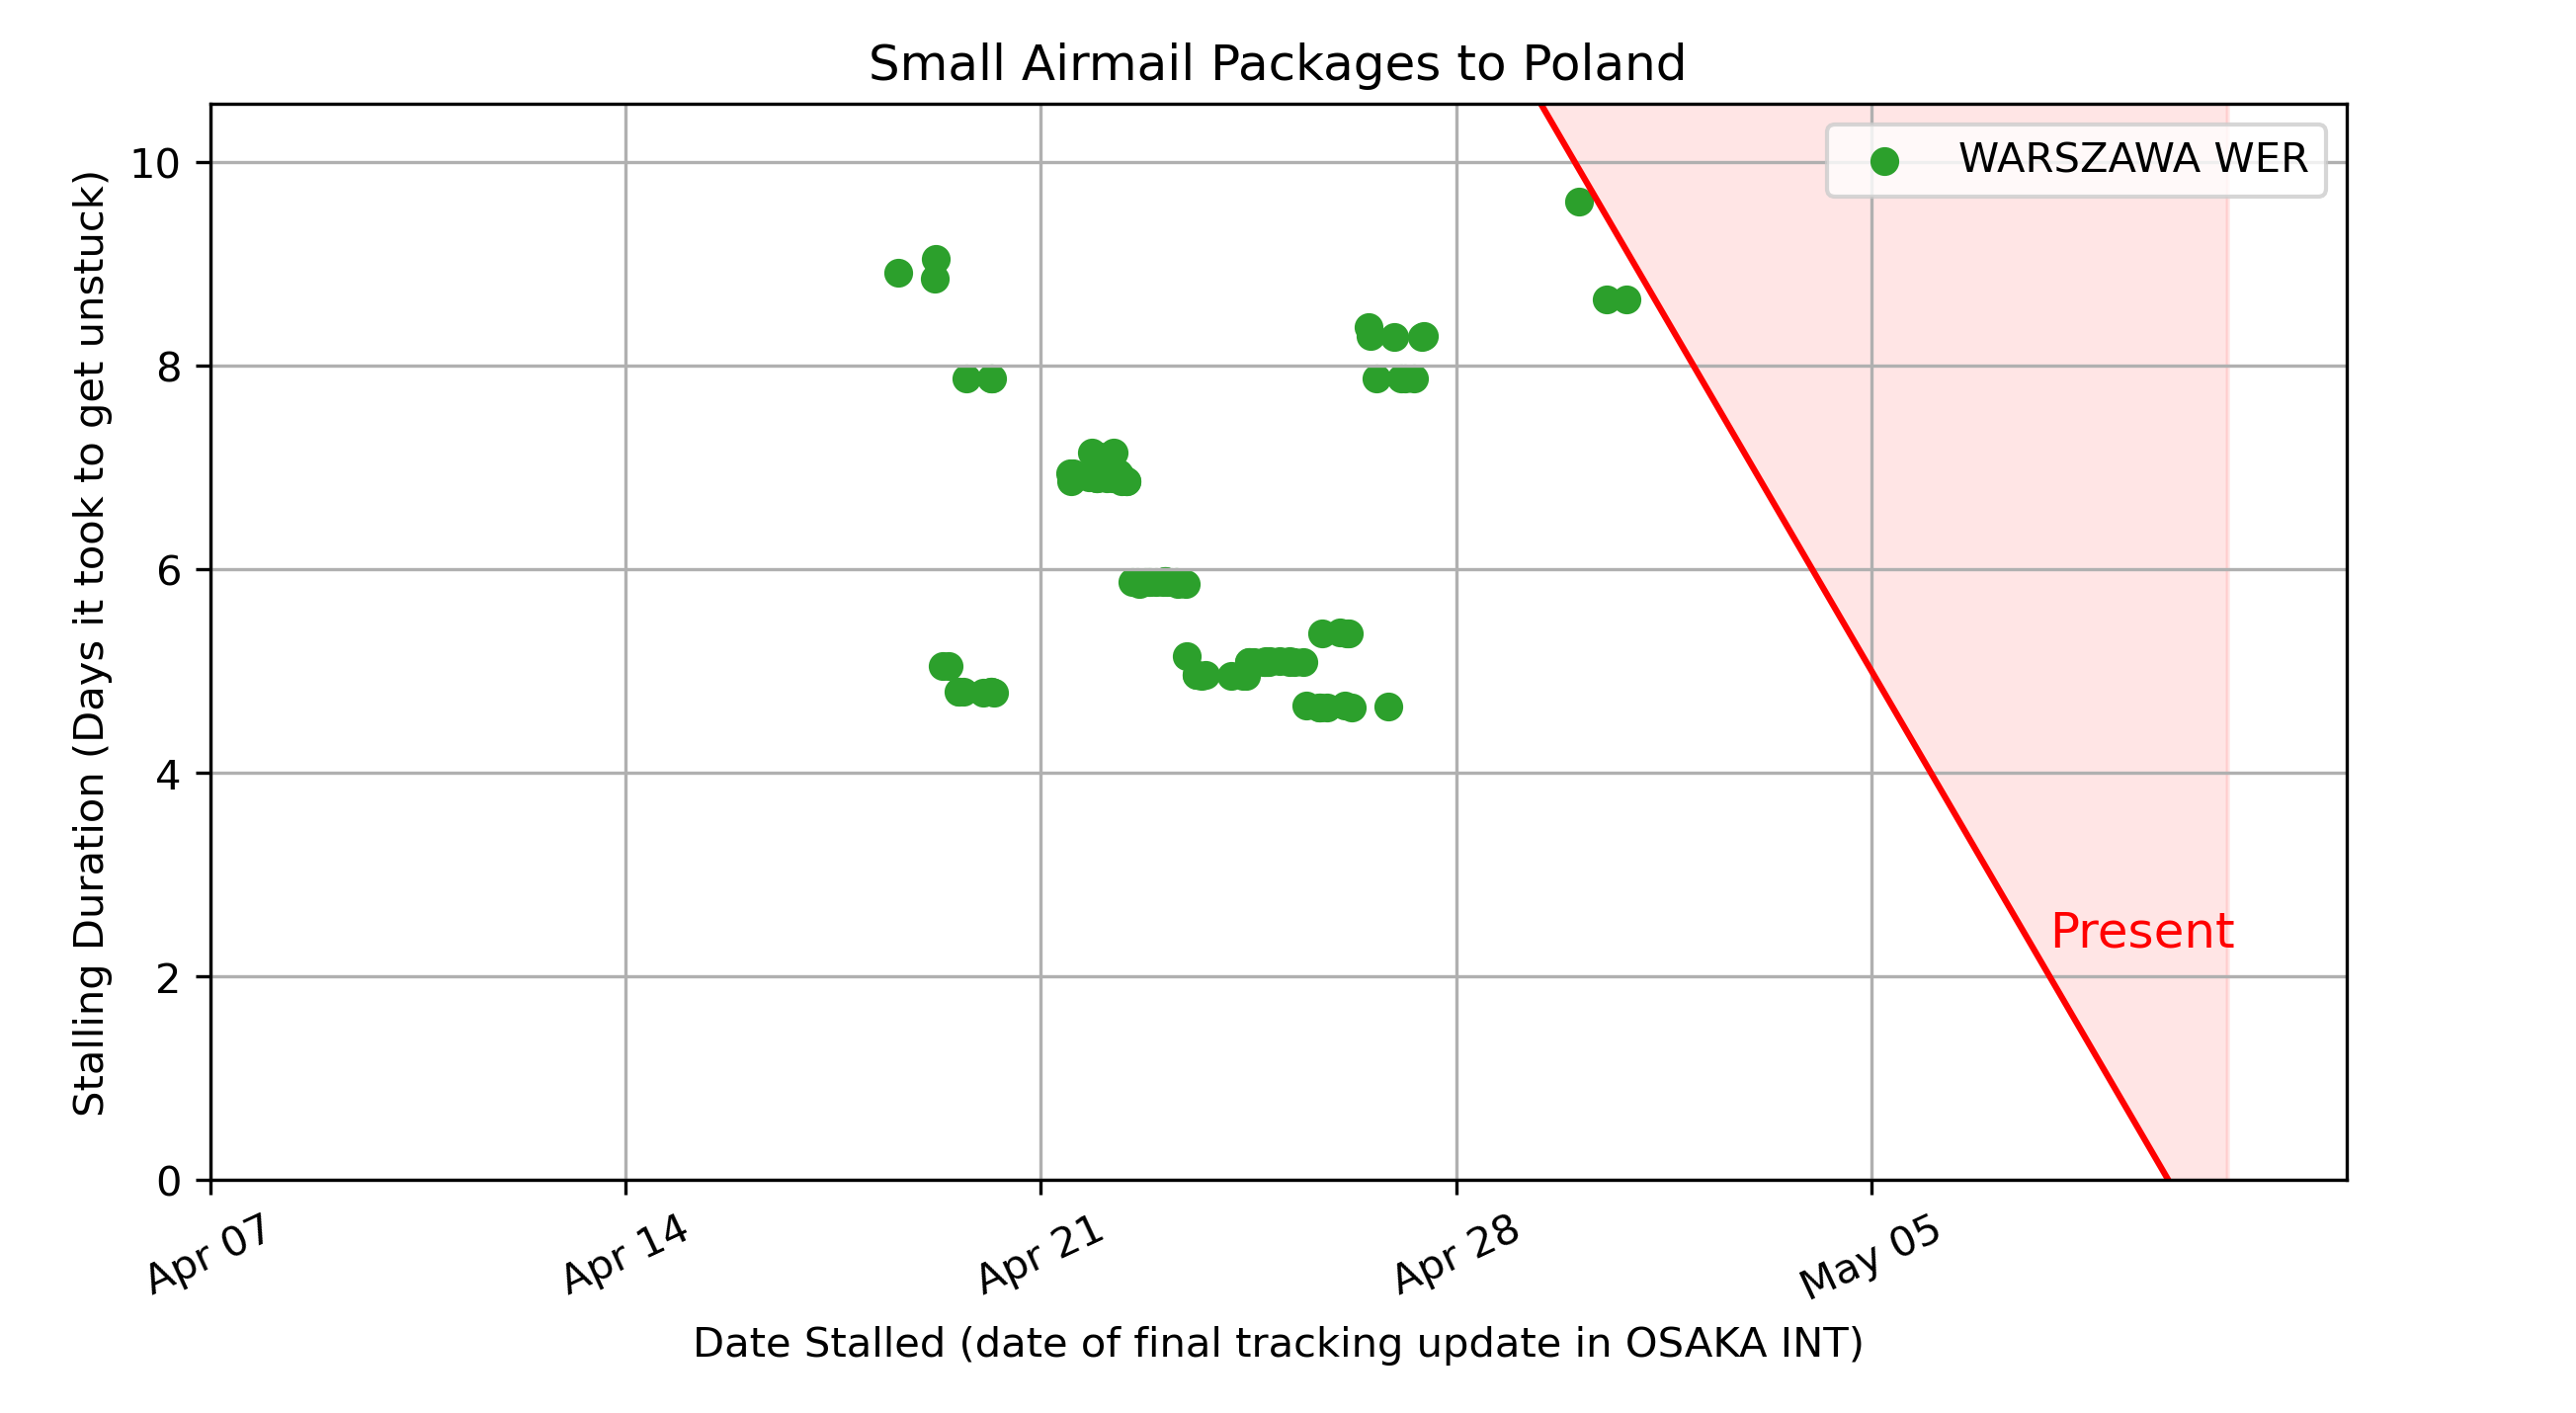 Small Airmail Packages to Poland
Stalling Duration (Days it took to get unstuck)
10
8
6
4
2
0
WARSZAWA WER
Present
Apr 07
Apr 14
Apr 21
Apr 28
May 05
Date Stalled (date of final tracking update in OSAKA INT)